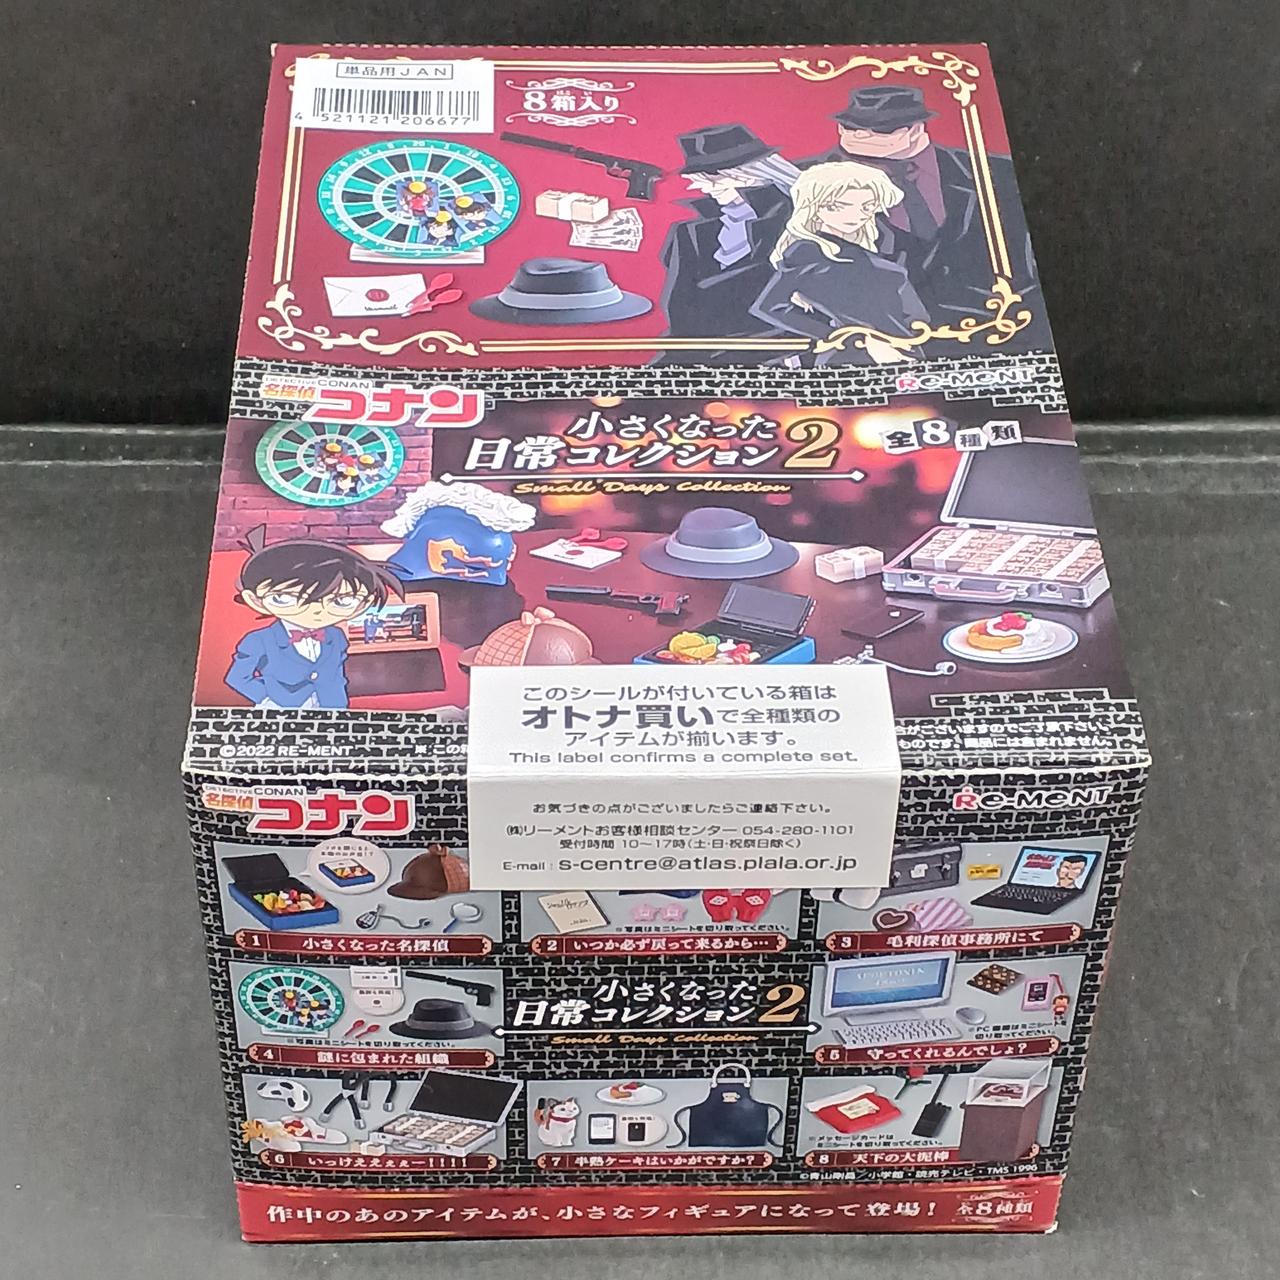 単品用JAN
4 521121 206677
8箱入り
DETECTIVE CONAN
名探偵
コナン
Re-MeNT
小さくなった
日常コレクション2
Small Days Collection
全8種類
©2022 RE-MENT
このシールが付いている箱は
オトナ買いで全種類の
アイテムが揃います。
This label confirms a complete set.
お気づきの点がございましたらご連絡下さい。
㈱リーメントお客様相談センター 054-280-1101
受付時間 10〜17時(土・日・祝祭日除く)
E-mail : s-centre@atlas.plala.or.jp
DETECTIVE CONAN
名探偵
コナン
Re-MeNT
1 小さくなった名探偵
2 いつか必ず戻って来るから…
3 毛利探偵事務所にて
小さくなった
日常コレクション2
Small Days Collection
4 謎に包まれた組織
5 守ってくれるんでしょ?
6 いっけえぇぇぇー!!!!
7 半熟ケーキはいかがですか?
8 天下の大泥棒
©青山剛昌/小学館・読売テレビ・TMS 1996
作中のあのアイテムが、小さなフィギュアになって登場!
全8種類